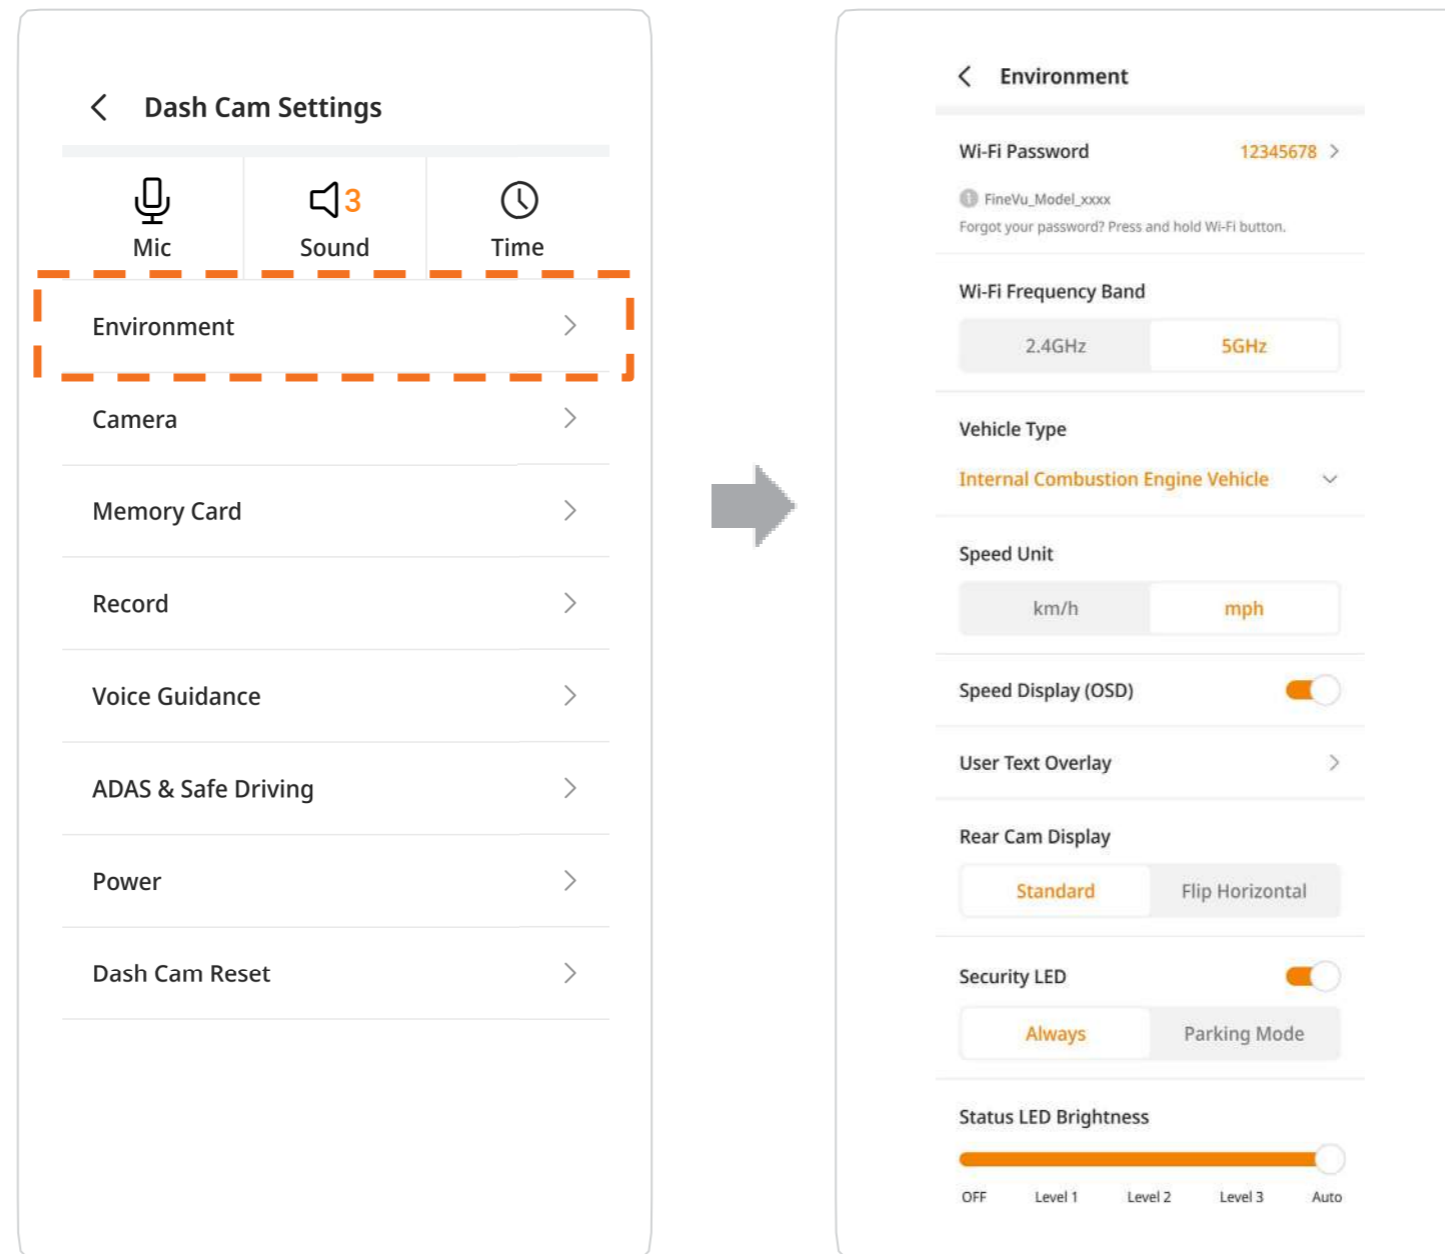 Dash Cam Settings
3
Mic
Sound
Time
Environment
Camera
Memory Card
Record
Voice Guidance
ADAS & Safe Driving
Power
Dash Cam Reset
Environment
Wi-Fi Password 12345678
FineVu_Model_xxxx
Forgot your password? Press and hold Wi-Fi button.
Wi-Fi Frequency Band
2.4GHz 5GHz
Vehicle Type
Internal Combustion Engine Vehicle
Speed Unit
km/h mph
Speed Display (OSD)
User Text Overlay
Rear Cam Display
Standard Flip Horizontal
Security LED
Always Parking Mode
Status LED Brightness
OFF Level 1 Level 2 Level 3 Auto